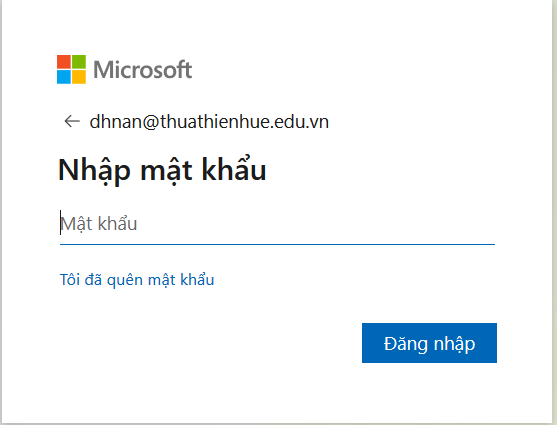 Microsoft
← dhnan@thuathienhue.edu.vn
Nhập mật khẩu
Mật khẩu
Tôi đã quên mật khẩu
Đăng nhập